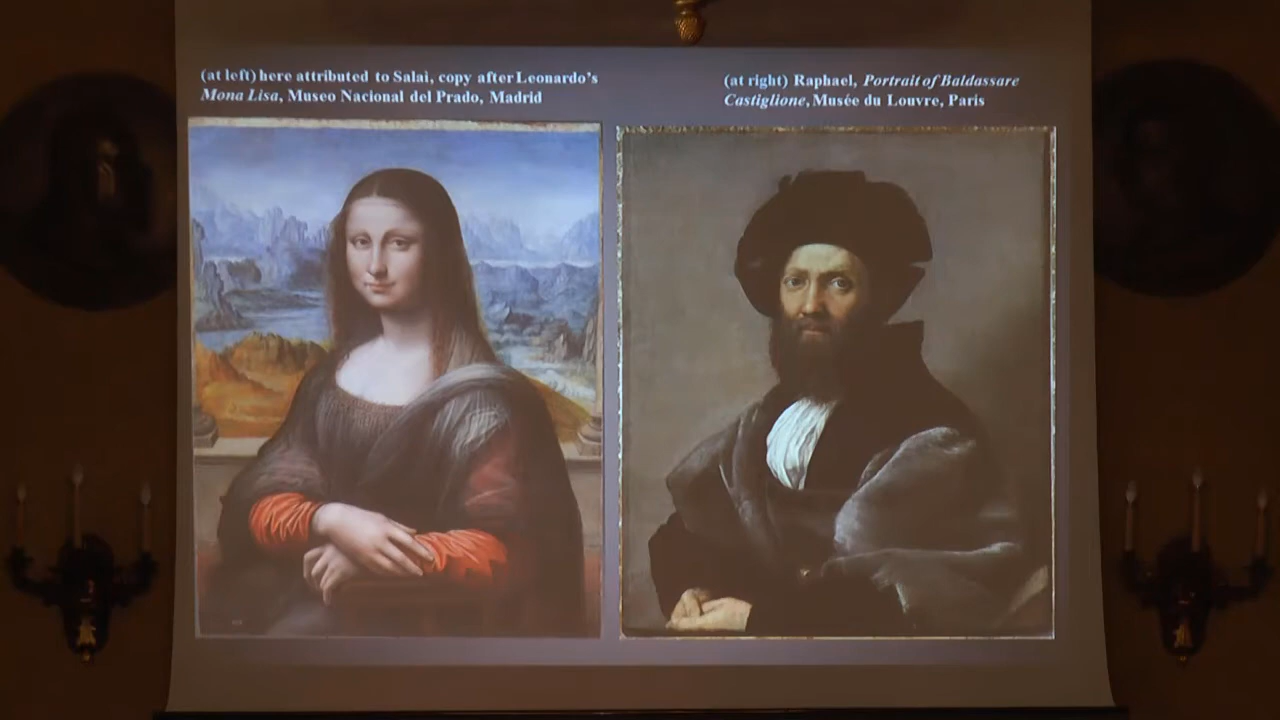 (at left) here attributed to Salai, copy after Leonardo's
Mona Lisa, Museo Nacional del Prado, Madrid
(at right) Raphael, Portrait of Baldassare
Castiglione, Musée du Louvre, Paris